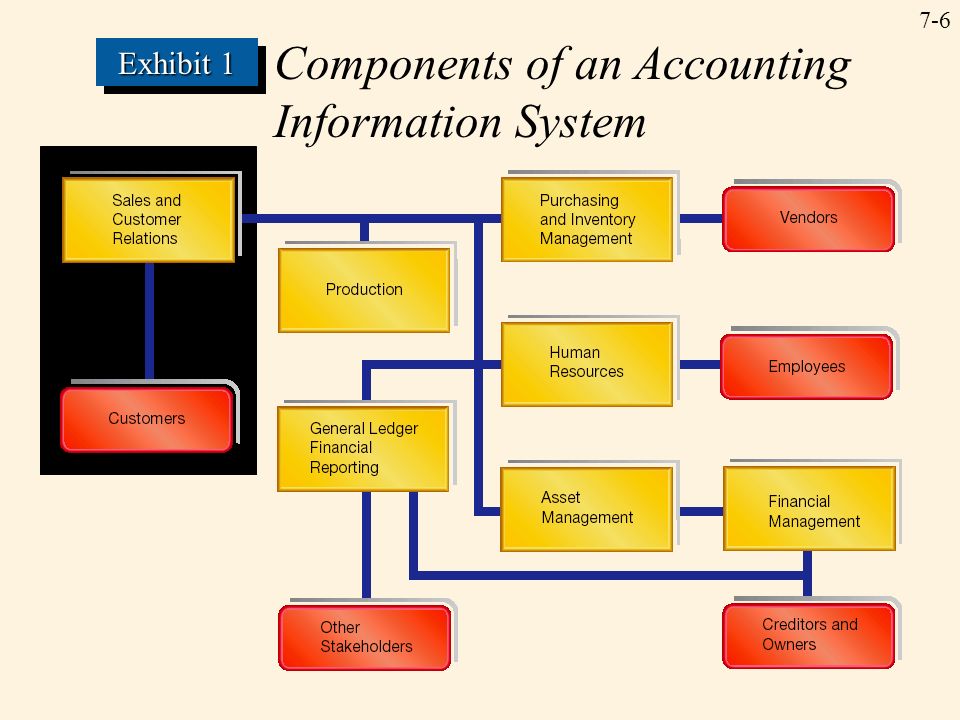 7-6
Exhibit 1
Components of an Accounting
Information System
Sales and
Customer
Relations
Purchasing
and Inventory
Management
Vendors
Production
Human
Resources
Employees
Customers
General Ledger
Financial
Reporting
Asset
Management
Financial
Management
Other
Stakeholders
Creditors and
Owners